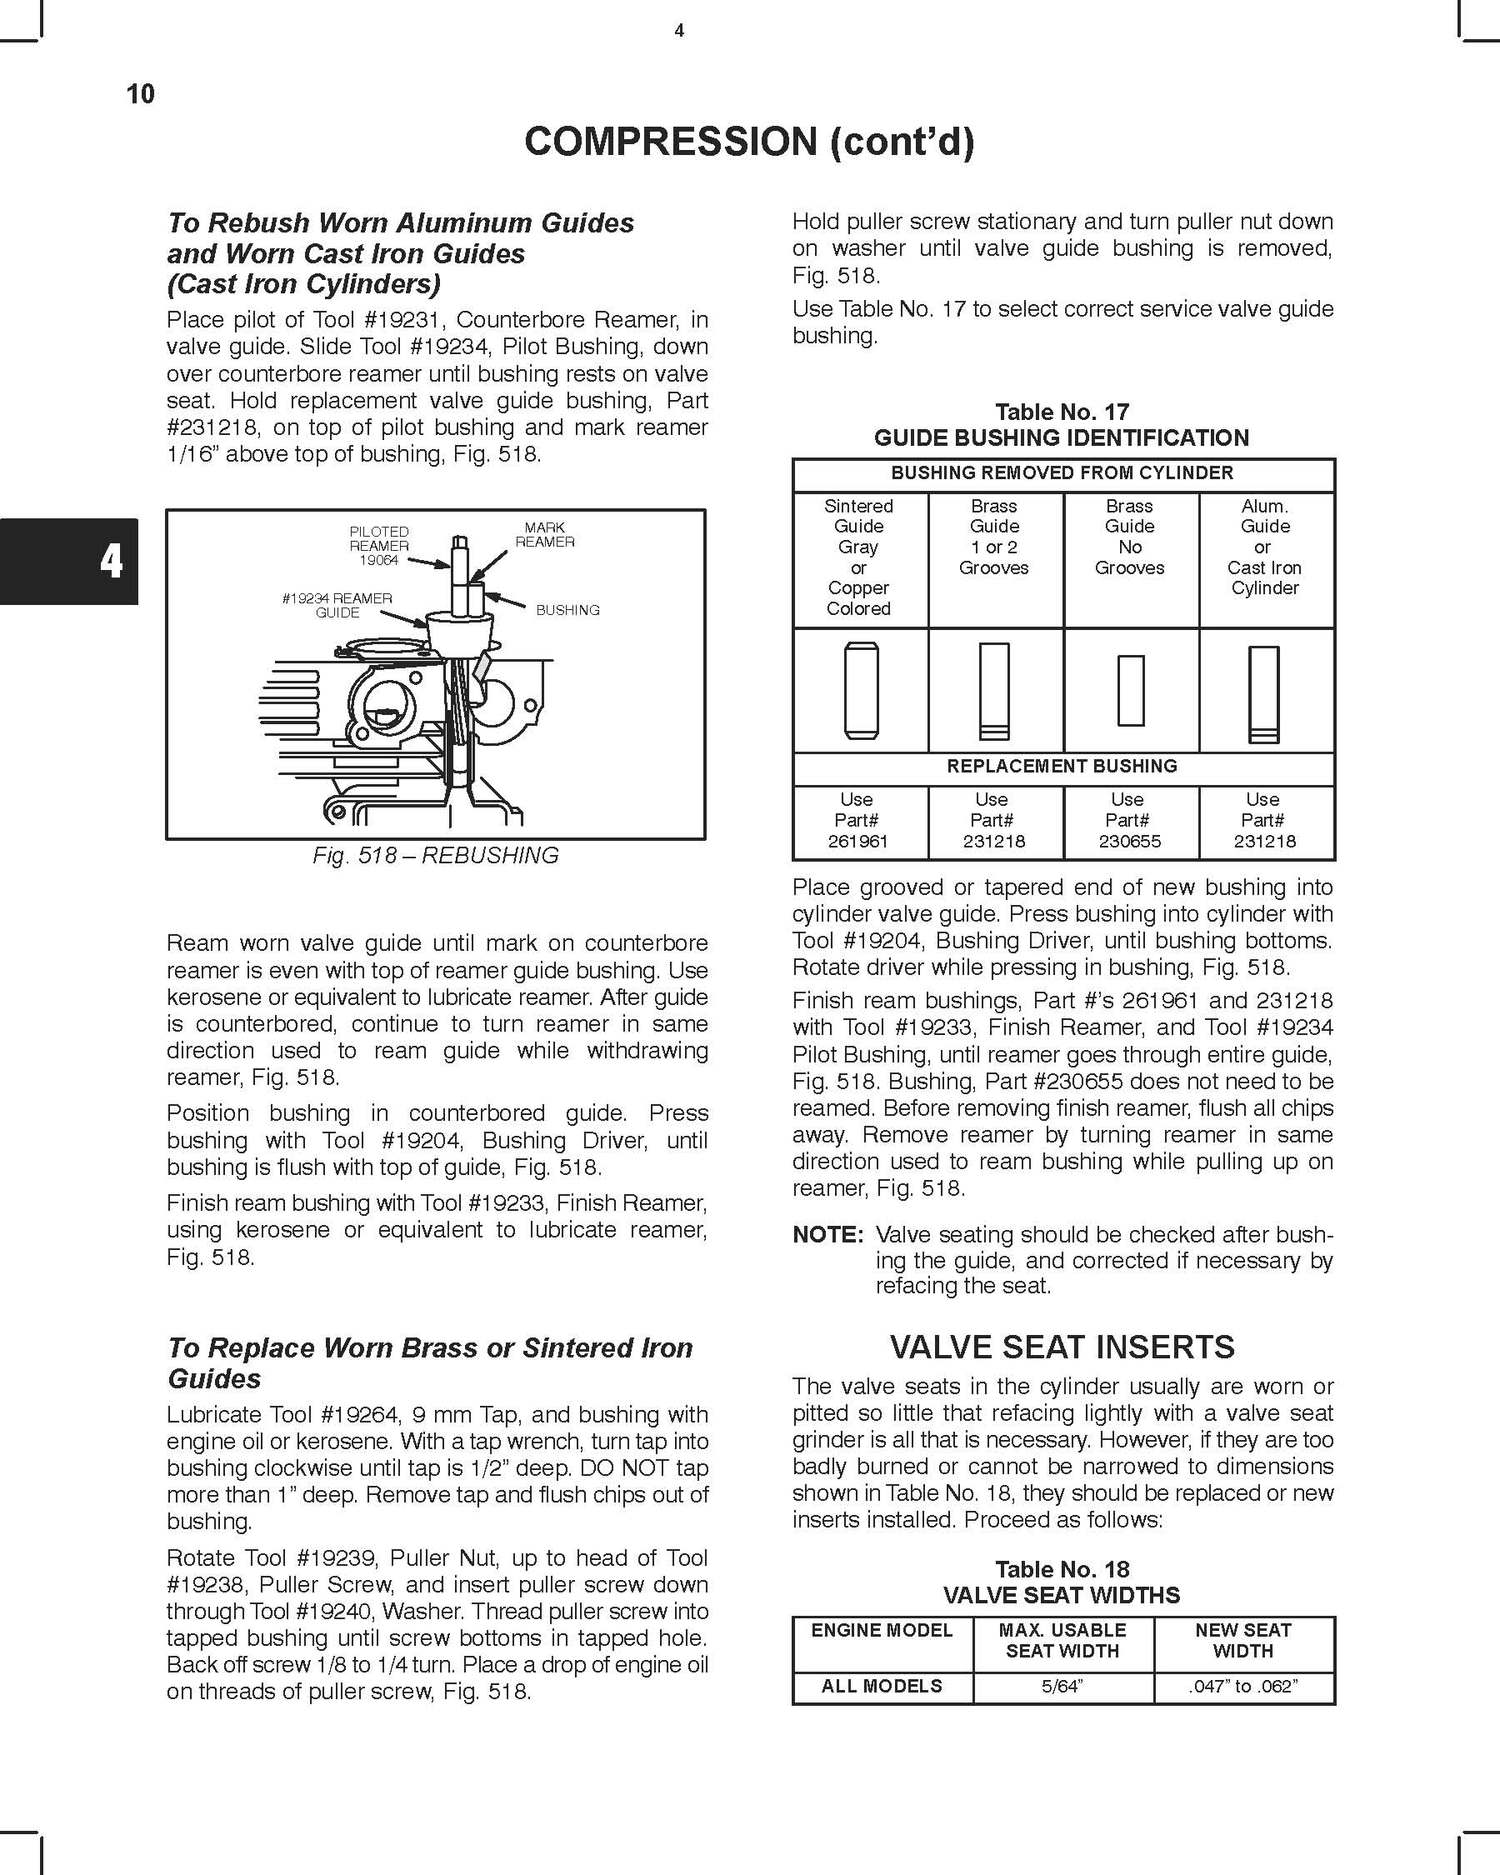 4
10
COMPRESSION (cont’d)
To Rebush Worn Aluminum Guides
and Worn Cast Iron Guides
(Cast Iron Cylinders)
Place pilot of Tool #19231, Counterbore Reamer, in
valve guide. Slide Tool #19234, Pilot Bushing, down
over counterbore reamer until bushing rests on valve
seat. Hold replacement valve guide bushing, Part
#231218, on top of pilot bushing and mark reamer
1/16” above top of bushing, Fig. 518.
4
PILOTED
REAMER
19064
MARK
REAMER
#19234 REAMER
GUIDE
BUSHING
Fig. 518 – REBUSHING
Ream worn valve guide until mark on counterbore
reamer is even with top of reamer guide bushing. Use
kerosene or equivalent to lubricate reamer. After guide
is counterbored, continue to turn reamer in same
direction used to ream guide while withdrawing
reamer, Fig. 518.
Position bushing in counterbored guide. Press
bushing with Tool #19204, Bushing Driver, until
bushing is flush with top of guide, Fig. 518.
Finish ream bushing with Tool #19233, Finish Reamer,
using kerosene or equivalent to lubricate reamer,
Fig. 518.
To Replace Worn Brass or Sintered Iron
Guides
Lubricate Tool #19264, 9 mm Tap, and bushing with
engine oil or kerosene. With a tap wrench, turn tap into
bushing clockwise until tap is 1/2” deep. DO NOT tap
more than 1” deep. Remove tap and flush chips out of
bushing.
Rotate Tool #19239, Puller Nut, up to head of Tool
#19238, Puller Screw, and insert puller screw down
through Tool #19240, Washer. Thread puller screw into
tapped bushing until screw bottoms in tapped hole.
Back off screw 1/8 to 1/4 turn. Place a drop of engine oil
on threads of puller screw, Fig. 518.
Hold puller screw stationary and turn puller nut down
on washer until valve guide bushing is removed,
Fig. 518.
Use Table No. 17 to select correct service valve guide
bushing.
Table No. 17
GUIDE BUSHING IDENTIFICATION
BUSHING REMOVED FROM CYLINDER
Sintered Brass Brass Alum.
Guide Guide Guide Guide
Gray 1 or 2 No or
or Grooves Grooves Cast Iron
Copper Cylinder
Colored
REPLACEMENT BUSHING
Use Use Use Use
Part# Part# Part# Part#
261961 231218 230655 231218
Place grooved or tapered end of new bushing into
cylinder valve guide. Press bushing into cylinder with
Tool #19204, Bushing Driver, until bushing bottoms.
Rotate driver while pressing in bushing, Fig. 518.
Finish ream bushings, Part #’s 261961 and 231218
with Tool #19233, Finish Reamer, and Tool #19234
Pilot Bushing, until reamer goes through entire guide,
Fig. 518. Bushing, Part #230655 does not need to be
reamed. Before removing finish reamer, flush all chips
away. Remove reamer by turning reamer in same
direction used to ream bushing while pulling up on
reamer, Fig. 518.
NOTE: Valve seating should be checked after bush-
ing the guide, and corrected if necessary by
refacing the seat.
VALVE SEAT INSERTS
The valve seats in the cylinder usually are worn or
pitted so little that refacing lightly with a valve seat
grinder is all that is necessary. However, if they are too
badly burned or cannot be narrowed to dimensions
shown in Table No. 18, they should be replaced or new
inserts installed. Proceed as follows:
Table No. 18
VALVE SEAT WIDTHS
ENGINE MODEL MAX. USABLE NEW SEAT
SEAT WIDTH WIDTH
ALL MODELS 5/64” .047” to .062”